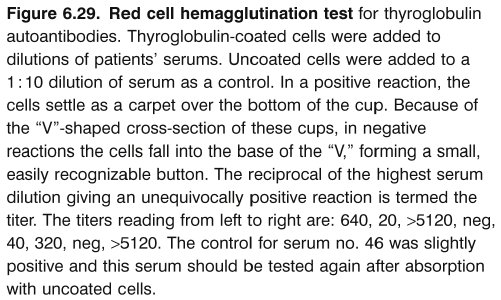 Figure 6.29. Red cell hemagglutination test for thyroglobulin
autoantibodies. Thyroglobulin-coated cells were added to
dilutions of patients' serums. Uncoated cells were added to a
1:10 dilution of serum as a control. In a positive reaction, the
cells settle as a carpet over the bottom of the cup. Because of
the “V”-shaped cross-section of these cups, in negative
reactions the cells fall into the base of the “V,” forming a small,
easily recognizable button. The reciprocal of the highest serum
dilution giving an unequivocally positive reaction is termed the
titer. The titers reading from left to right are: 640, 20, >5120, neg,
40, 320, neg, >5120. The control for serum no. 46 was slightly
positive and this serum should be tested again after absorption
with uncoated cells.